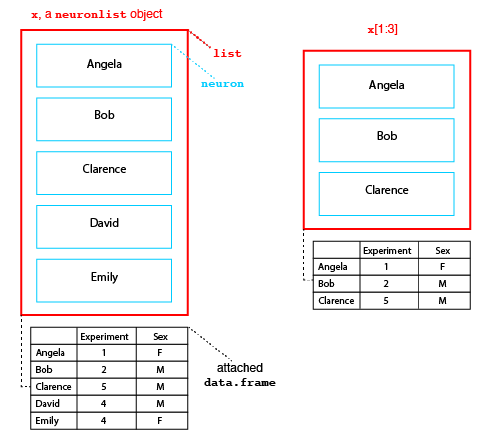 x, a neuronlist object
list
neuron
Angela
Bob
Clarence
David
Emily
Experiment Sex
Angela 1 F
Bob 2 M
Clarence 5 M
David 4 M
Emily 4 F
attached
data.frame
x[1:3]
Angela
Bob
Clarence
Experiment Sex
Angela 1 F
Bob 2 M
Clarence 5 M